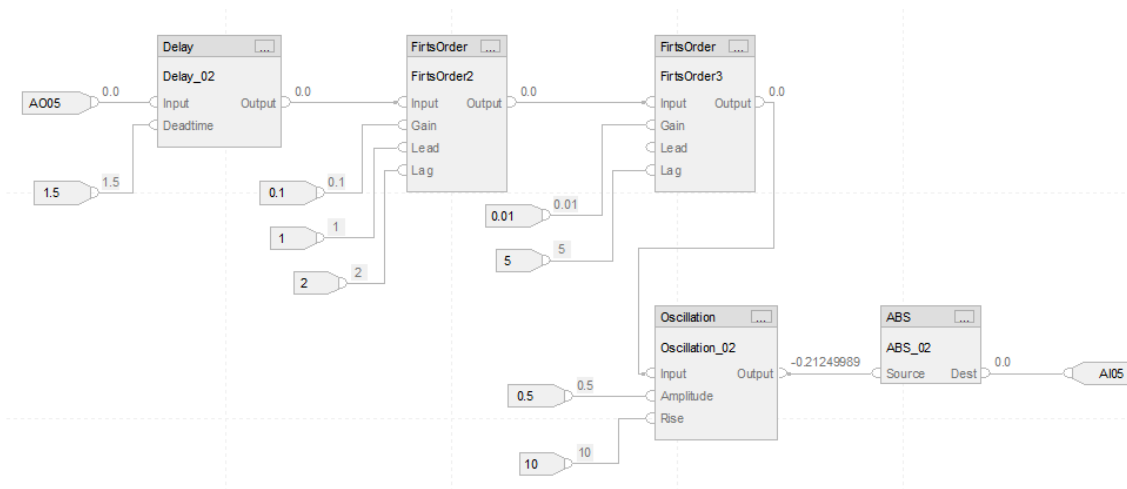 Delay ...
Delay_02
AO05 0.0 Input Output 0.0
Deadtime
1.5 1.5
FirtsOrder ...
FirtsOrder2
Input Output 0.0
Gain
Lead
Lag
0.1 0.1
1 1
2 2
FirtsOrder ...
FirtsOrder3
Input Output 0.0
Gain
Lead
Lag
0.01 0.01
5 5
Oscillation ...
Oscillation_02
Input Output -0.21249989
Amplitude
Rise
0.5 0.5
10 10
ABS ...
ABS_02
Source Dest 0.0 AI05